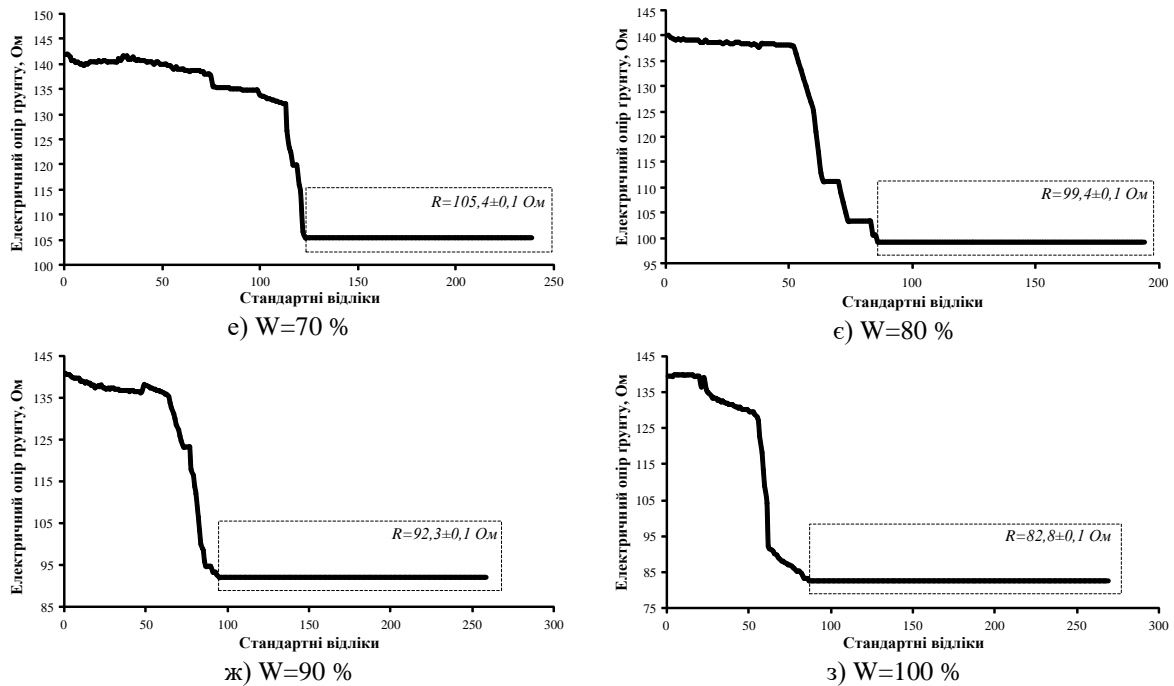 Електричний опір ґрунту, Ом
150
145
140
135
130
125
120
115
110
105
100
R=105,4±0,1 Ом
0 50 100 150 200 250
Стандартні відліки
е) W=70 %
Електричний опір ґрунту, Ом
140
135
130
125
120
115
110
105
100
95
R=99,4±0,1 Ом
0 50 100 150 200
Стандартні відліки
є) W=80 %
Електричний опір ґрунту, Ом
145
135
125
115
105
95
85
R=92,3±0,1 Ом
0 50 100 150 200 250 300
Стандартні відліки
ж) W=90 %
Електричний опір ґрунту, Ом
145
135
125
115
105
95
85
75
R=82,8±0,1 Ом
0 50 100 150 200 250 300
Стандартні відліки
з) W=100 %